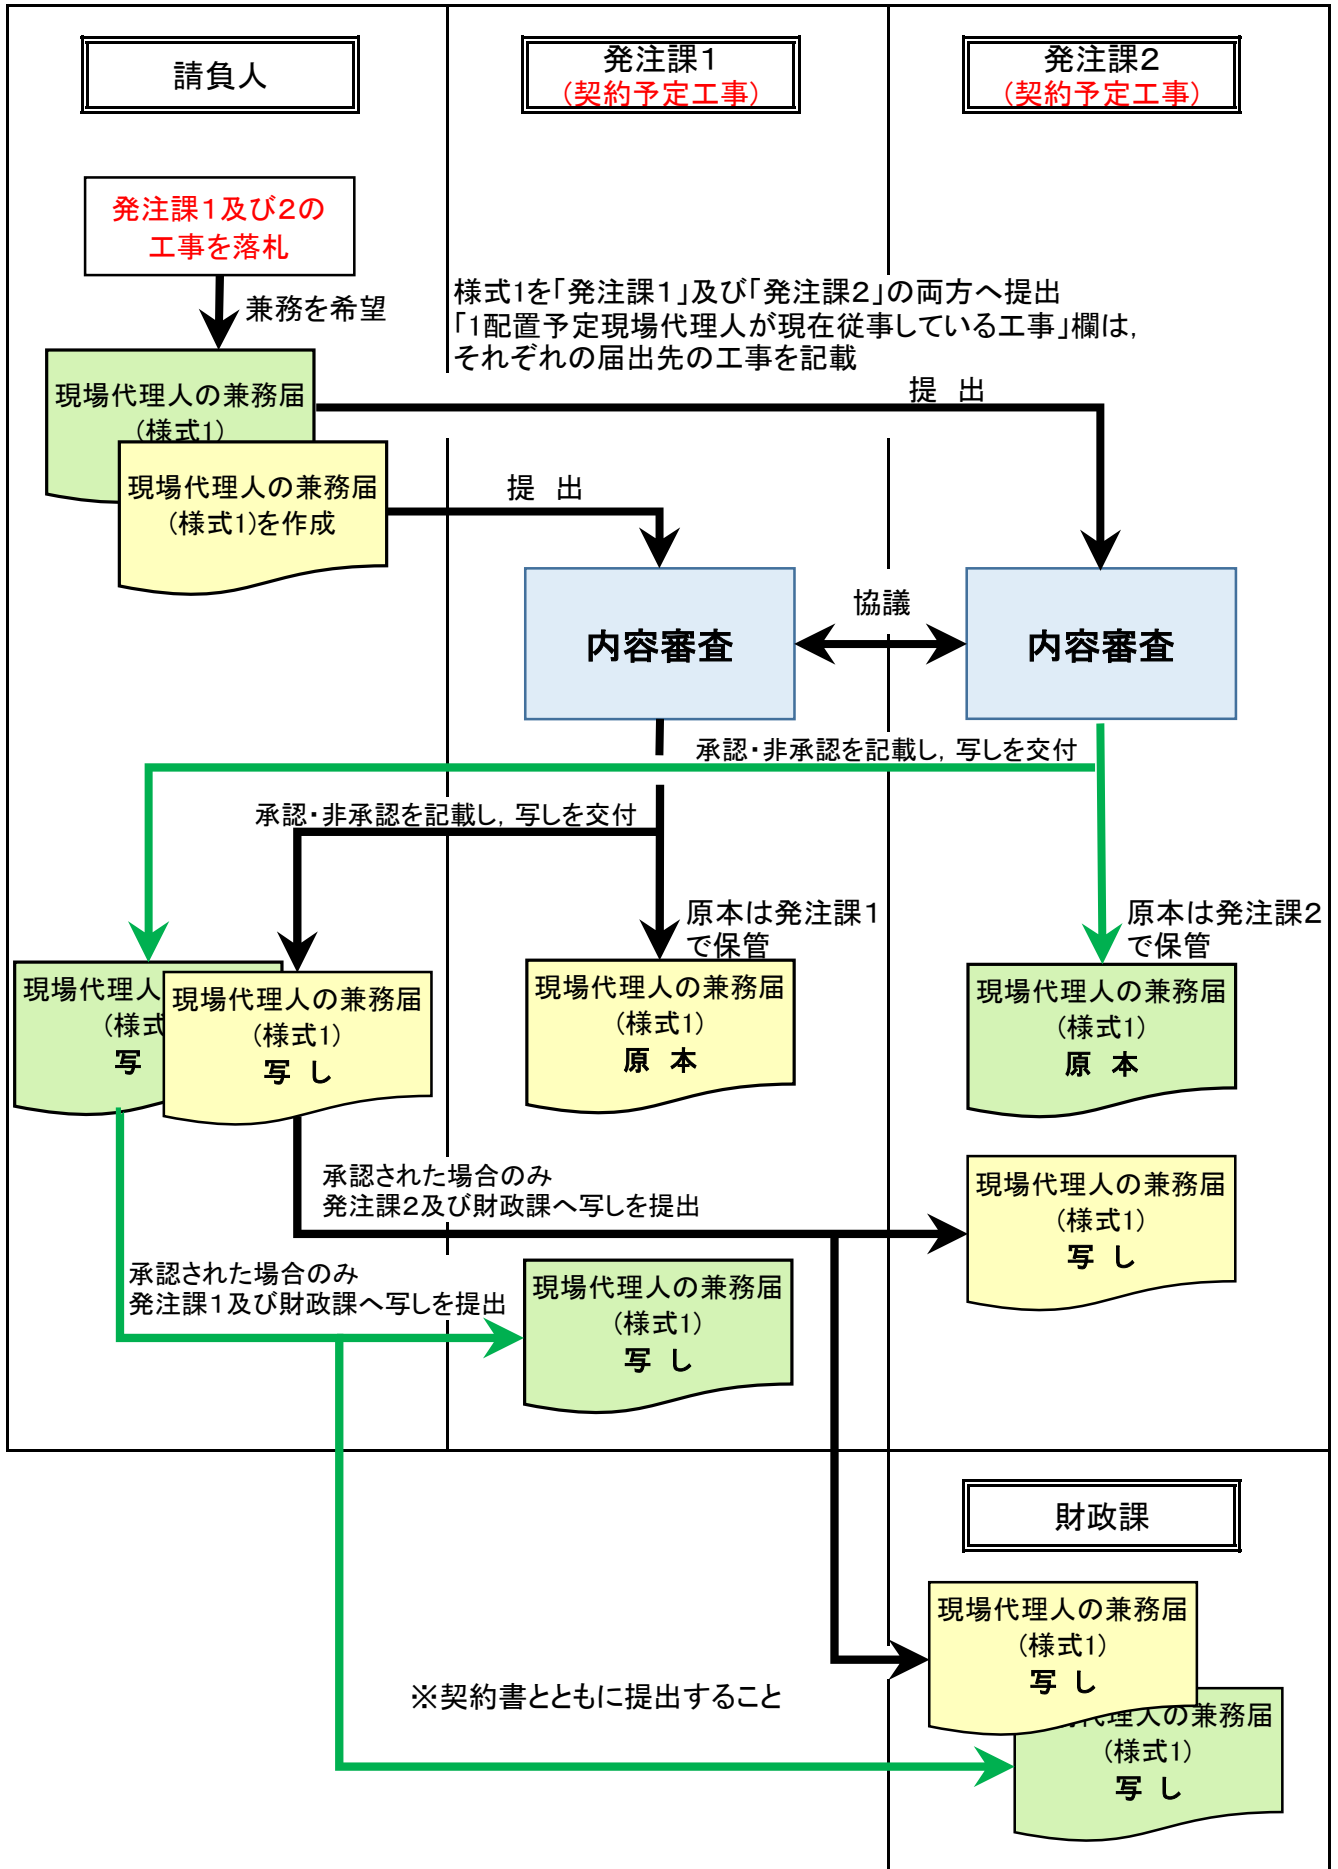 請負人
発注課1
(契約予定工事)
発注課2
(契約予定工事)
発注課1及び2の
工事を落札
兼務を希望
様式1を「発注課1」及び「発注課2」の両方へ提出
「1配置予定現場代理人が現在従事している工事」欄は，
それぞれの届出先の工事を記載
現場代理人の兼務届
(様式1)
提 出
現場代理人の兼務届
(様式1)を作成
提 出
内容審査
協議
内容審査
承認・非承認を記載し，写しを交付
承認・非承認を記載し，写しを交付
原本は発注課1
で保管
原本は発注課2
で保管
現場代理人
(様式
写
現場代理人の兼務届
(様式1)
写 し
現場代理人の兼務届
(様式1)
原 本
現場代理人の兼務届
(様式1)
原 本
承認された場合のみ
発注課2及び財政課へ写しを提出
現場代理人の兼務届
(様式1)
写 し
承認された場合のみ
発注課1及び財政課へ写しを提出
現場代理人の兼務届
(様式1)
写 し
財政課
現場代理人の兼務届
(様式1)
写 し
※契約書とともに提出すること
代理人の兼務届
(様式1)
写 し